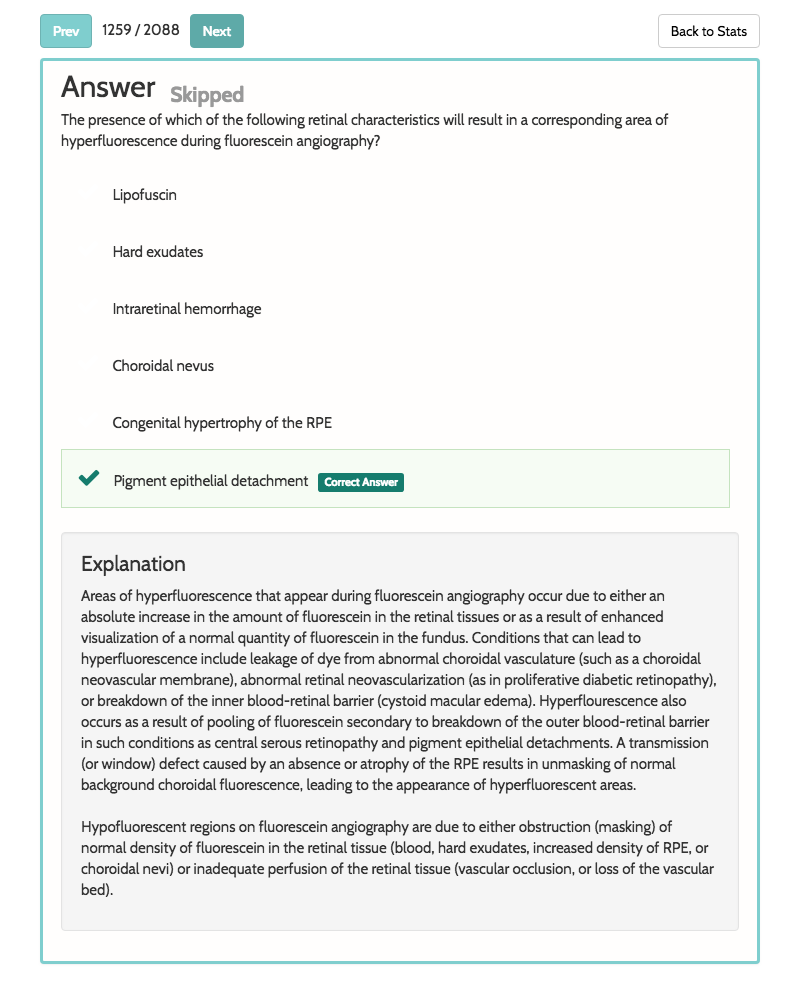 Prev 1259 / 2088 Next Back to Stats
Answer Skipped
The presence of which of the following retinal characteristics will result in a corresponding area of
hyperfluorescence during fluorescein angiography?
Lipofuscin
Hard exudates
Intraretinal hemorrhage
Choroidal nevus
Congenital hypertrophy of the RPE
Pigment epithelial detachment Correct Answer
Explanation
Areas of hyperfluorescence that appear during fluorescein angiography occur due to either an
absolute increase in the amount of fluorescein in the retinal tissues or as a result of enhanced
visualization of a normal quantity of fluorescein in the fundus. Conditions that can lead to
hyperfluorescence include leakage of dye from abnormal choroidal vasculature (such as a choroidal
neovascular membrane), abnormal retinal neovascularization (as in proliferative diabetic retinopathy),
or breakdown of the inner blood-retinal barrier (cystoid macular edema). Hyperflourescence also
occurs as a result of pooling of fluorescein secondary to breakdown of the outer blood-retinal barrier
in such conditions as central serous retinopathy and pigment epithelial detachments. A transmission
(or window) defect caused by an absence or atrophy of the RPE results in unmasking of normal
background choroidal fluorescence, leading to the appearance of hyperfluorescent areas.
Hypofluorescent regions on fluorescein angiography are due to either obstruction (masking) of
normal density of fluorescein in the retinal tissue (blood, hard exudates, increased density of RPE, or
choroidal nevi) or inadequate perfusion of the retinal tissue (vascular occlusion, or loss of the vascular
bed).